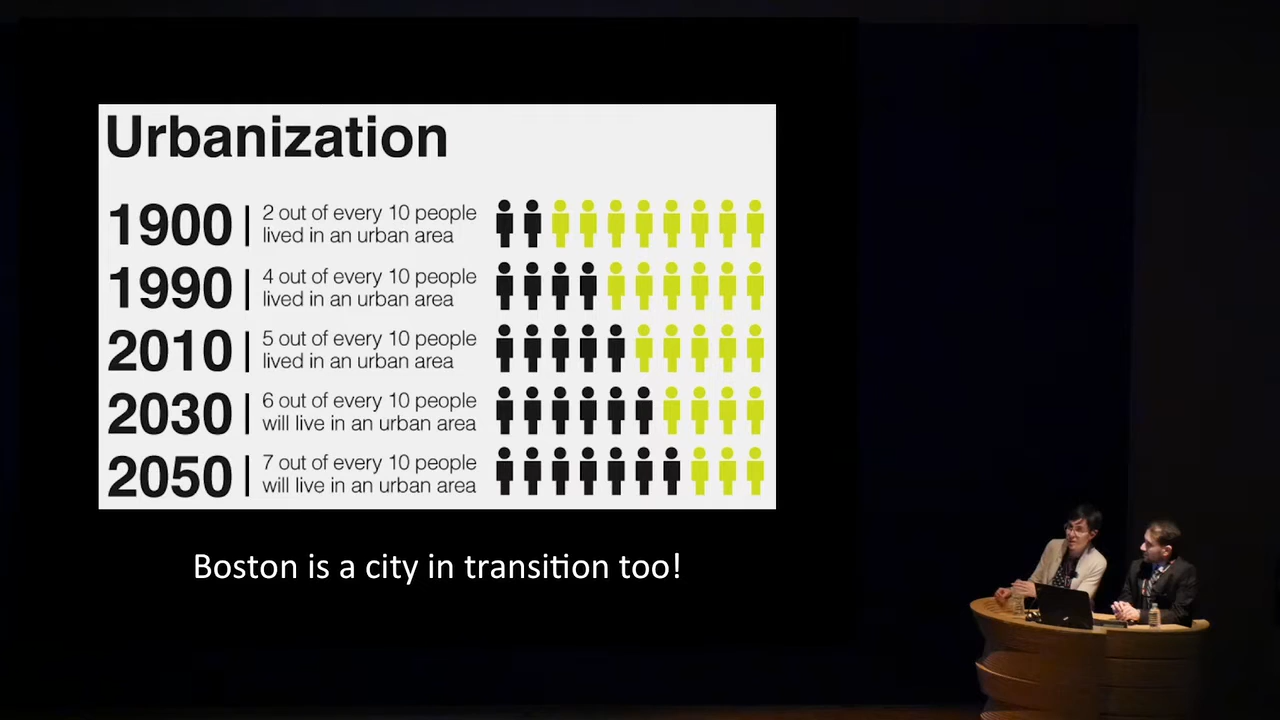 Urbanization
1900 | 2 out of every 10 people
lived in an urban area
1990 | 4 out of every 10 people
lived in an urban area
2010 | 5 out of every 10 people
lived in an urban area
2030 | 6 out of every 10 people
will live in an urban area
2050 | 7 out of every 10 people
will live in an urban area
Boston is a city in transition too!